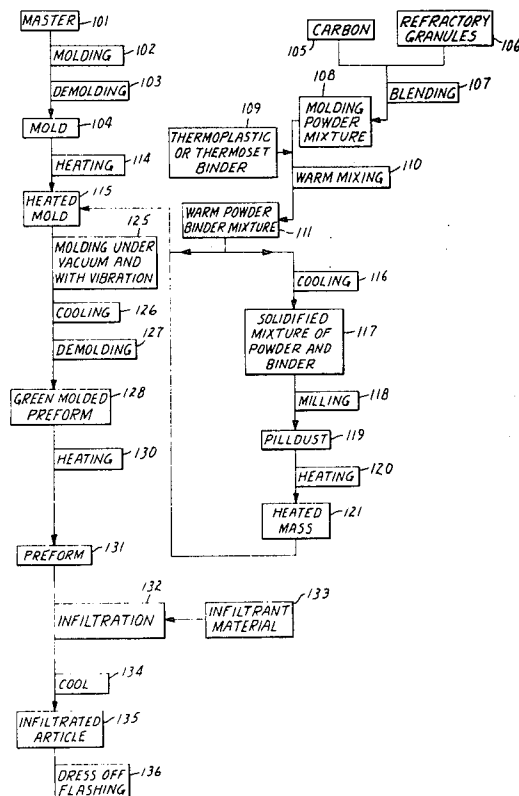 MASTER
101
102
MOLDING
103
DEMOLDING
MOLD
104
114
HEATING
115
HEATED
MOLD
125
MOLDING UNDER
VACUUM AND
WITH VIBRATION
126
COOLING
127
DEMOLDING
GREEN MOLDED
PREFORM
128
130
HEATING
PREFORM
131
132
INFILTRATION
133
INFILTRANT
MATERIAL
134
COOL
INFILTRATED
ARTICLE
135
DRESS OFF
FLASHING
136
CARBON
105
REFRACTORY
GRANULES
106
107
BLENDING
108
MOLDING
POWDER
MIXTURE
109
THERMOPLASTIC
OR THERMOSET
BINDER
110
WARM MIXING
WARM POWDER
BINDER MIXTURE
111
116
COOLING
SOLIDIFIED
MIXTURE OF
POWDER AND
BINDER
117
118
MILLING
PILLDUST
119
120
HEATING
HEATED
MASS
121